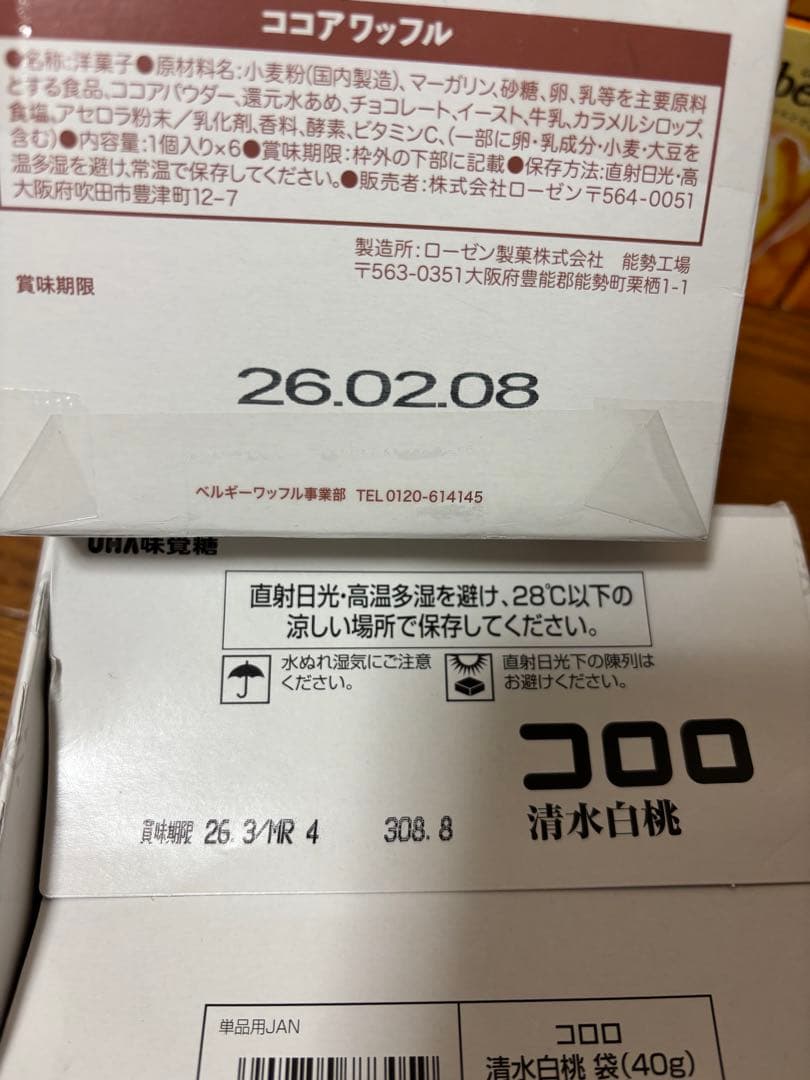 ココアワッフル
●名称:洋菓子●原材料名:小麦粉(国内製造)、マーガリン、砂糖、卵、乳等を主要原料
とする食品、ココアパウダー、還元水あめ、チョコレート、イースト、牛乳、カラメルシロップ、
食塩、アセロラ粉末／乳化剤、香料、酵素、ビタミンC、(一部に卵・乳成分・小麦・大豆を
含む)●内容量:1個入り×6●賞味期限:枠外の下部に記載●保存方法:直射日光・高
温多湿を避け、常温で保存してください。●販売者:株式会社ローゼン〒564-0051
大阪府吹田市豊津町12-7
製造所:ローゼン製菓株式会社 能勢工場
〒563-0351大阪府豊能郡能勢町栗栖1-1
賞味期限
26.02.08
ベルギーワッフル事業部 TEL 0120-614145
UHA味覚糖
直射日光・高温多湿を避け、28℃以下の
涼しい場所で保存してください。
水ぬれ湿気にご注意
ください。
直射日光下の陳列は
お避けください。
コロロ
清水白桃
賞味期限 26.3/MR 4 308.8
単品用JAN
コロロ
清水白桃 袋(40g)